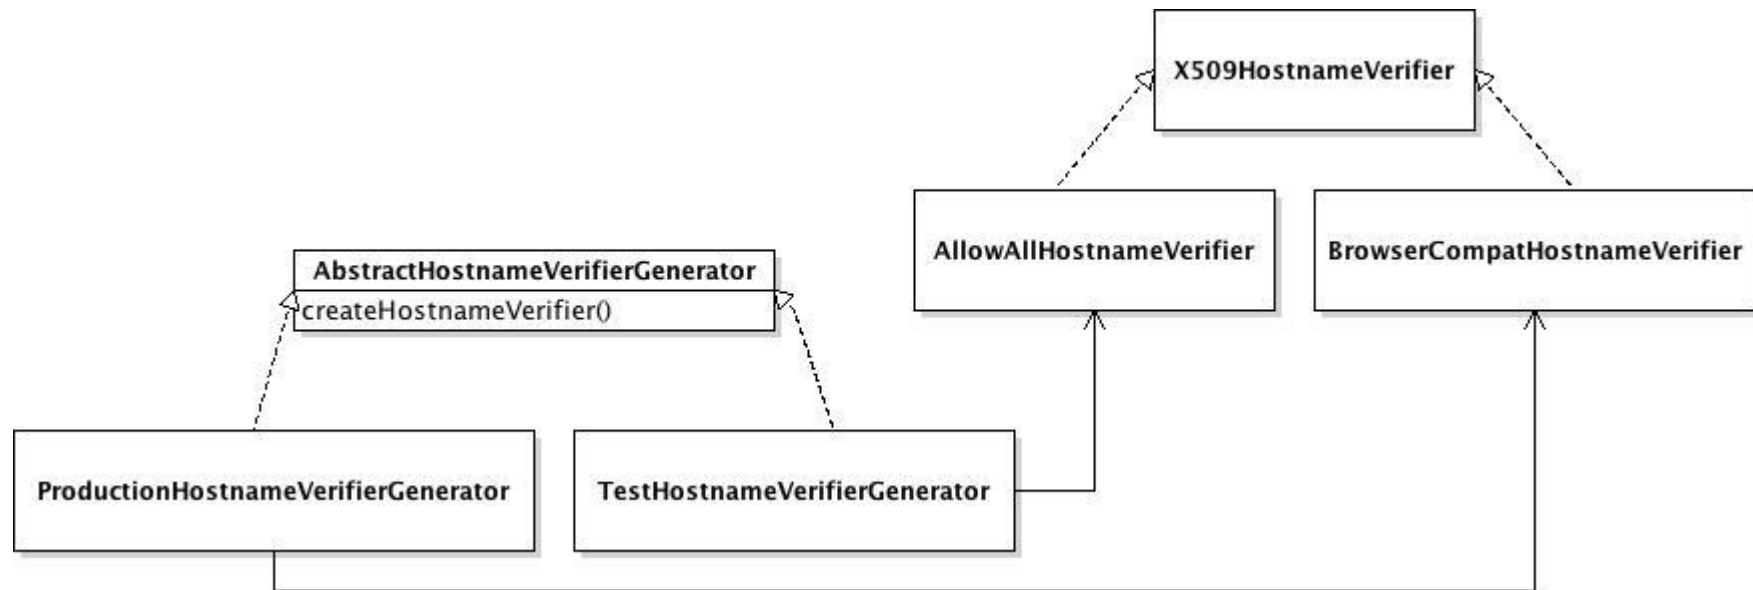 X509HostnameVerifier
AllowAllHostnameVerifier
BrowserCompatHostnameVerifier
AbstractHostnameVerifierGenerator
createHostnameVerifier()
ProductionHostnameVerifierGenerator
TestHostnameVerifierGenerator